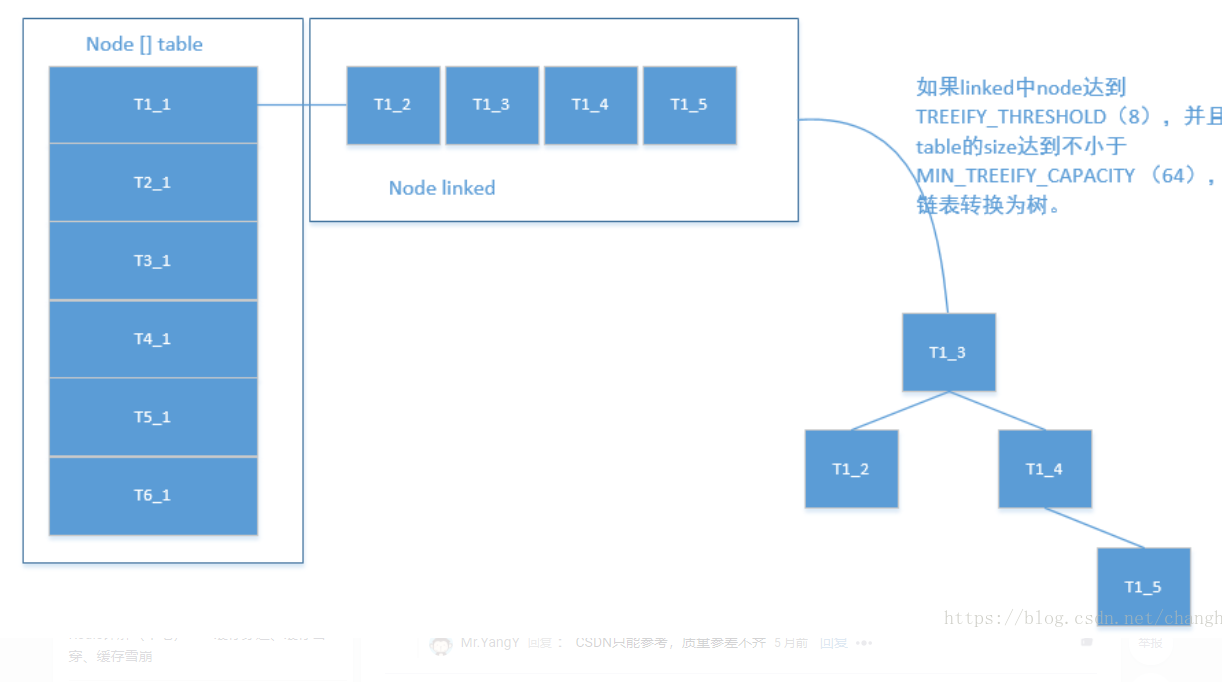 Node [] table
T1_1
T2_1
T3_1
T4_1
T5_1
T6_1
T1_2
T1_3
T1_4
T1_5
Node linked
如果linked中node达到
TREEIFY_THRESHOLD（8），并且
table的size达到不小于
MIN_TREEIFY_CAPACITY （64），
链表转换为树。
T1_3
T1_2
T1_4
T1_5
https://blog.csdn.net/changh
穿、缓存雪崩
Mr.YangY 回复： CSDN只能参考，质量参差不齐 5月前 回复 •••
举报